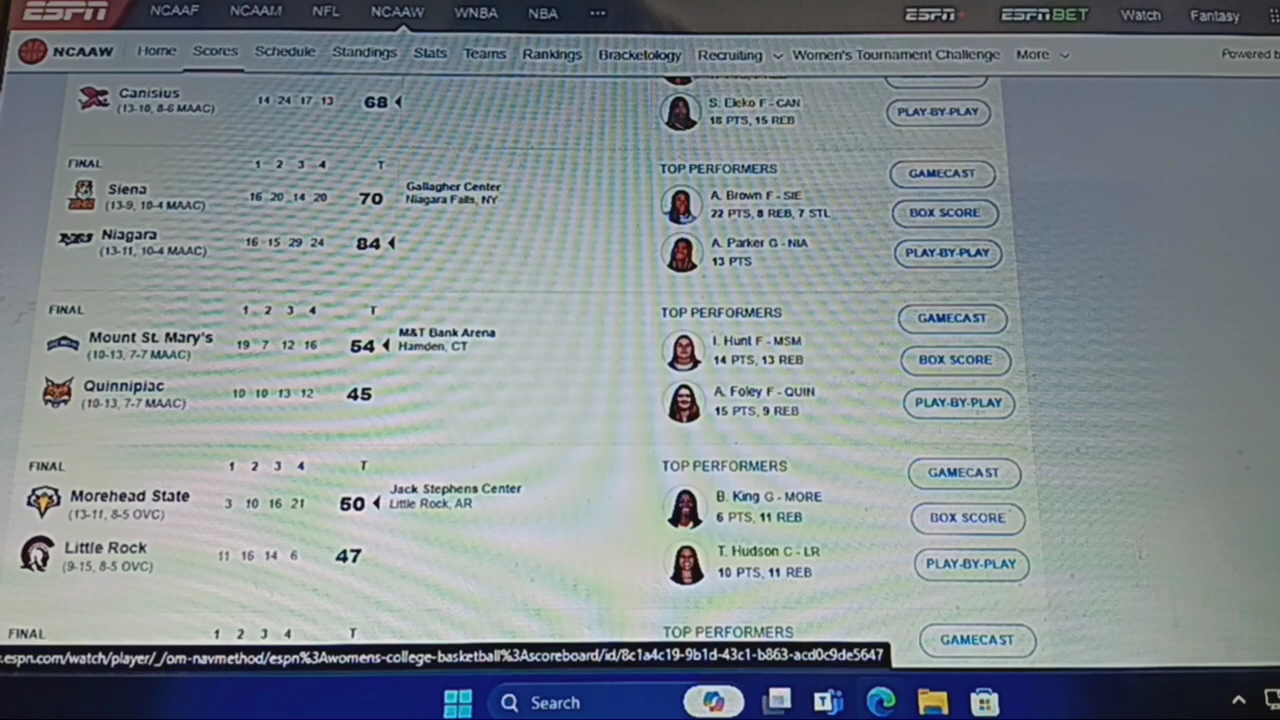 ESPN NCAAF NCAAM NFL NCAAW WNBA NBA ••• ESPN+ ESPN BET Watch Fantasy
NCAAW Home Scores Schedule Standings Stats Teams Rankings Bracketology Recruiting Women's Tournament Challenge More Powered b
Canisius 14 24 17 13 68
(13-10, 8-6 MAAC)
S. Eleko F - CAN
18 PTS, 15 REB
PLAY-BY-PLAY
FINAL 1 2 3 4 T
Siena 16 20 14 20 70
(13-9, 10-4 MAAC)
Niagara 16 15 29 24 84
(13-11, 10-4 MAAC)
Gallagher Center
Niagara Falls, NY
TOP PERFORMERS
A. Brown F - SIE
22 PTS, 8 REB, 7 STL
A. Parker G - NIA
13 PTS
GAMECAST
BOX SCORE
PLAY-BY-PLAY
FINAL 1 2 3 4 T
Mount St. Mary's 19 7 12 16 54
(10-13, 7-7 MAAC)
Quinnipiac 10 10 13 12 45
(10-13, 7-7 MAAC)
M&T Bank Arena
Hamden, CT
TOP PERFORMERS
I. Hunt F - MSM
14 PTS, 13 REB
A. Foley F - QUIN
15 PTS, 9 REB
GAMECAST
BOX SCORE
PLAY-BY-PLAY
FINAL 1 2 3 4 T
Morehead State 3 10 16 21 50
(13-11, 8-5 OVC)
Little Rock 11 16 14 6 47
(9-15, 8-5 OVC)
Jack Stephens Center
Little Rock, AR
TOP PERFORMERS
B. King G - MORE
6 PTS, 11 REB
T. Hudson C - LR
10 PTS, 11 REB
GAMECAST
BOX SCORE
PLAY-BY-PLAY
FINAL 1 2 3 4 T
TOP PERFORMERS
GAMECAST
.espn.com/watch/player/_/om-navmethod/espn%3Awomens-college-basketball%3Ascoreboard/id/8c1a4c19-9b1d-43c1-b863-acd0c9de5647
Search